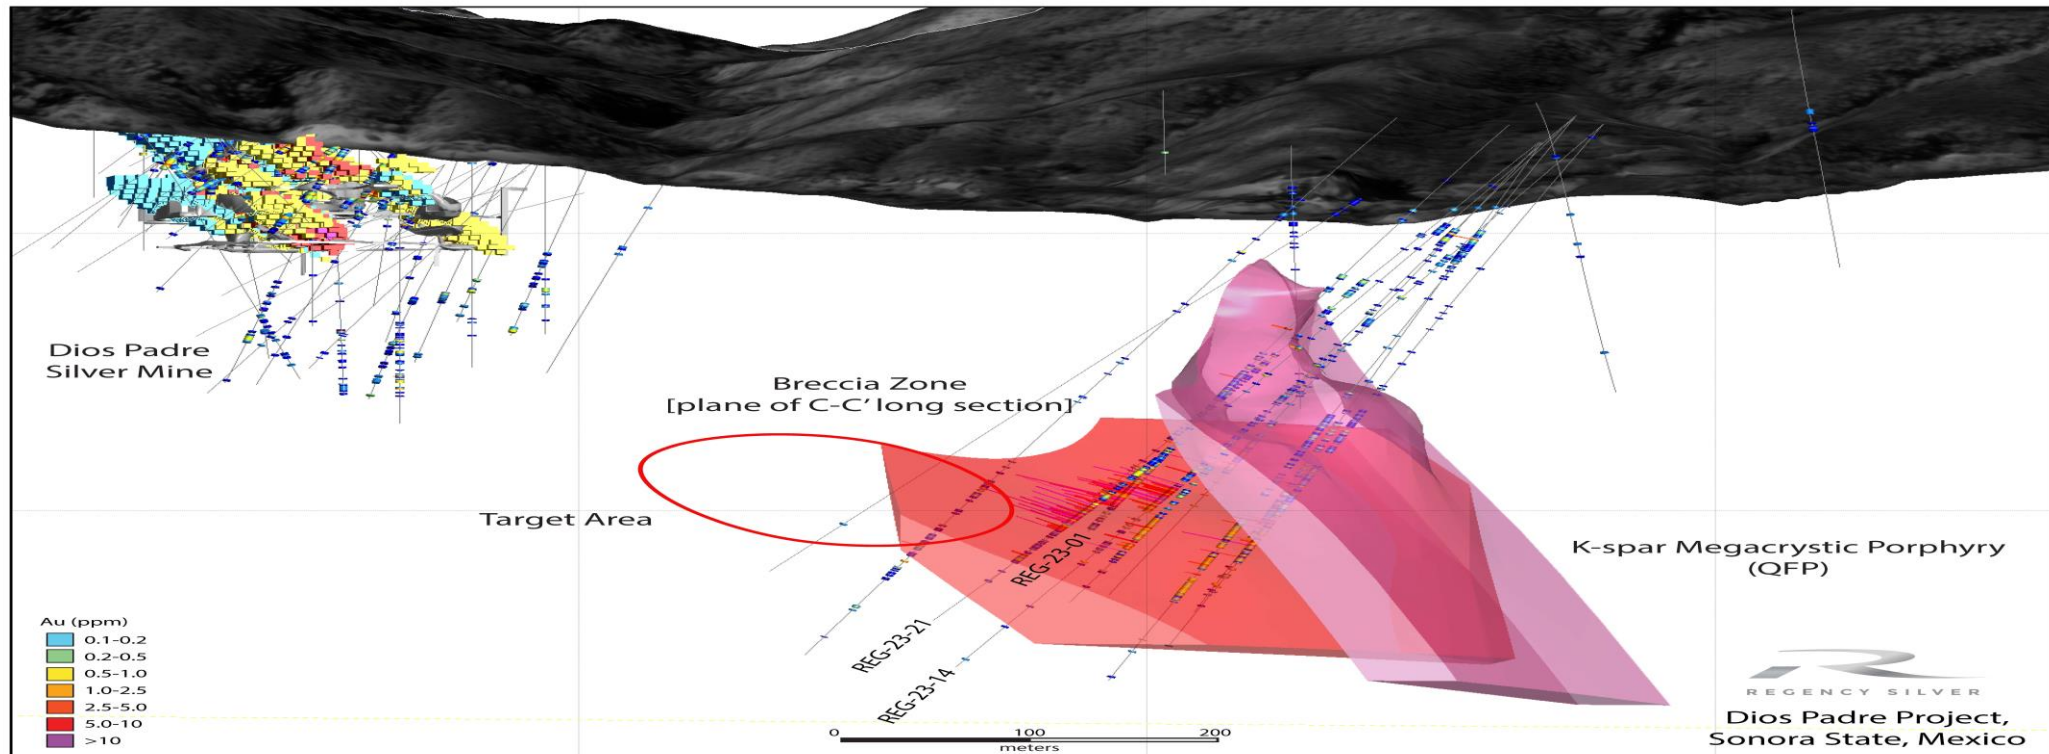 Dios Padre
Silver Mine
Breccia Zone
[plane of C-C' long section]
Target Area
REG-23-01
REG-23-21
REG-23-14
K-spar Megacrystic Porphyry
(QFP)
Au (ppm)
0.1-0.2
0.2-0.5
0.5-1.0
1.0-2.5
2.5-5.0
5.0-10
>10
0 100 200
meters
R
REGENCY SILVER
Dios Padre Project,
Sonora State, Mexico